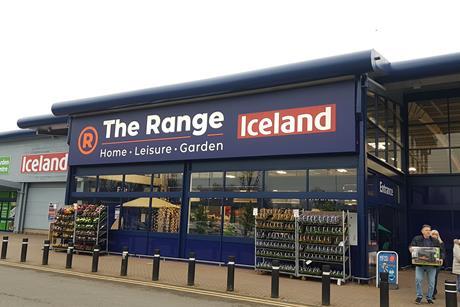 R The Range Iceland
Home • Leisure • Garden
Iceland
Entrance